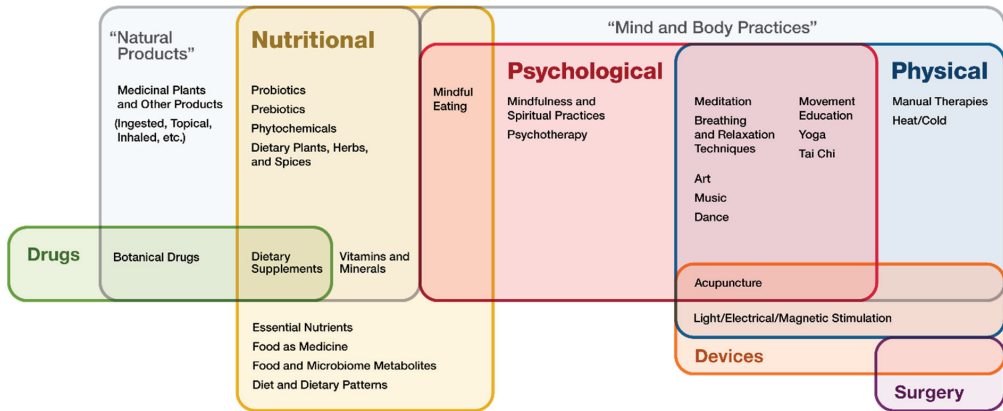 “Natural
Products”
Medicinal Plants
and Other Products
(Ingested, Topical,
Inhaled, etc.)
Nutritional
Probiotics
Prebiotics
Phytochemicals
Dietary Plants, Herbs,
and Spices
“Mind and Body Practices”
Mindful
Eating
Psychological
Mindfulness and
Spiritual Practices
Psychotherapy
Meditation
Breathing
and Relaxation
Techniques
Art
Music
Dance
Movement
Education
Yoga
Tai Chi
Physical
Manual Therapies
Heat/Cold
Drugs
Botanical Drugs
Dietary
Supplements
Vitamins and
Minerals
Acupuncture
Essential Nutrients
Food as Medicine
Food and Microbiome Metabolites
Diet and Dietary Patterns
Light/Electrical/Magnetic Stimulation
Devices
Surgery